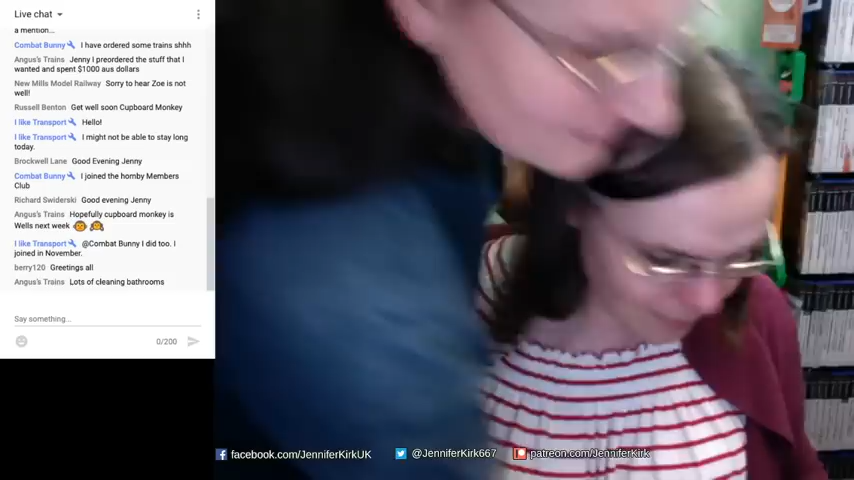 Live chat
a mention...
Combat Bunny I have ordered some trains shhh
Angus's Trains Jenny I preordered the stuff that I
wanted and spent $1000 aus dollars
New Mills Model Railway Sorry to hear Zoe is not
well!
Russell Benton Get well soon Cupboard Monkey
I like Transport Hello!
I like Transport I might not be able to stay long
today.
Brockwell Lane Good Evening Jenny
Combat Bunny I joined the hornby Members
Club
Richard Swiderski Good evening Jenny
Angus's Trains Hopefully cupboard monkey is
Wells next week 🐵 🙊
I like Transport @Combat Bunny I did too. I
joined in November.
berry120 Greetings all
Angus's Trains Lots of cleaning bathrooms
Say something...
0/200
facebook.com/JenniferKirkUK @JenniferKirk667 patreon.com/JenniferKirk